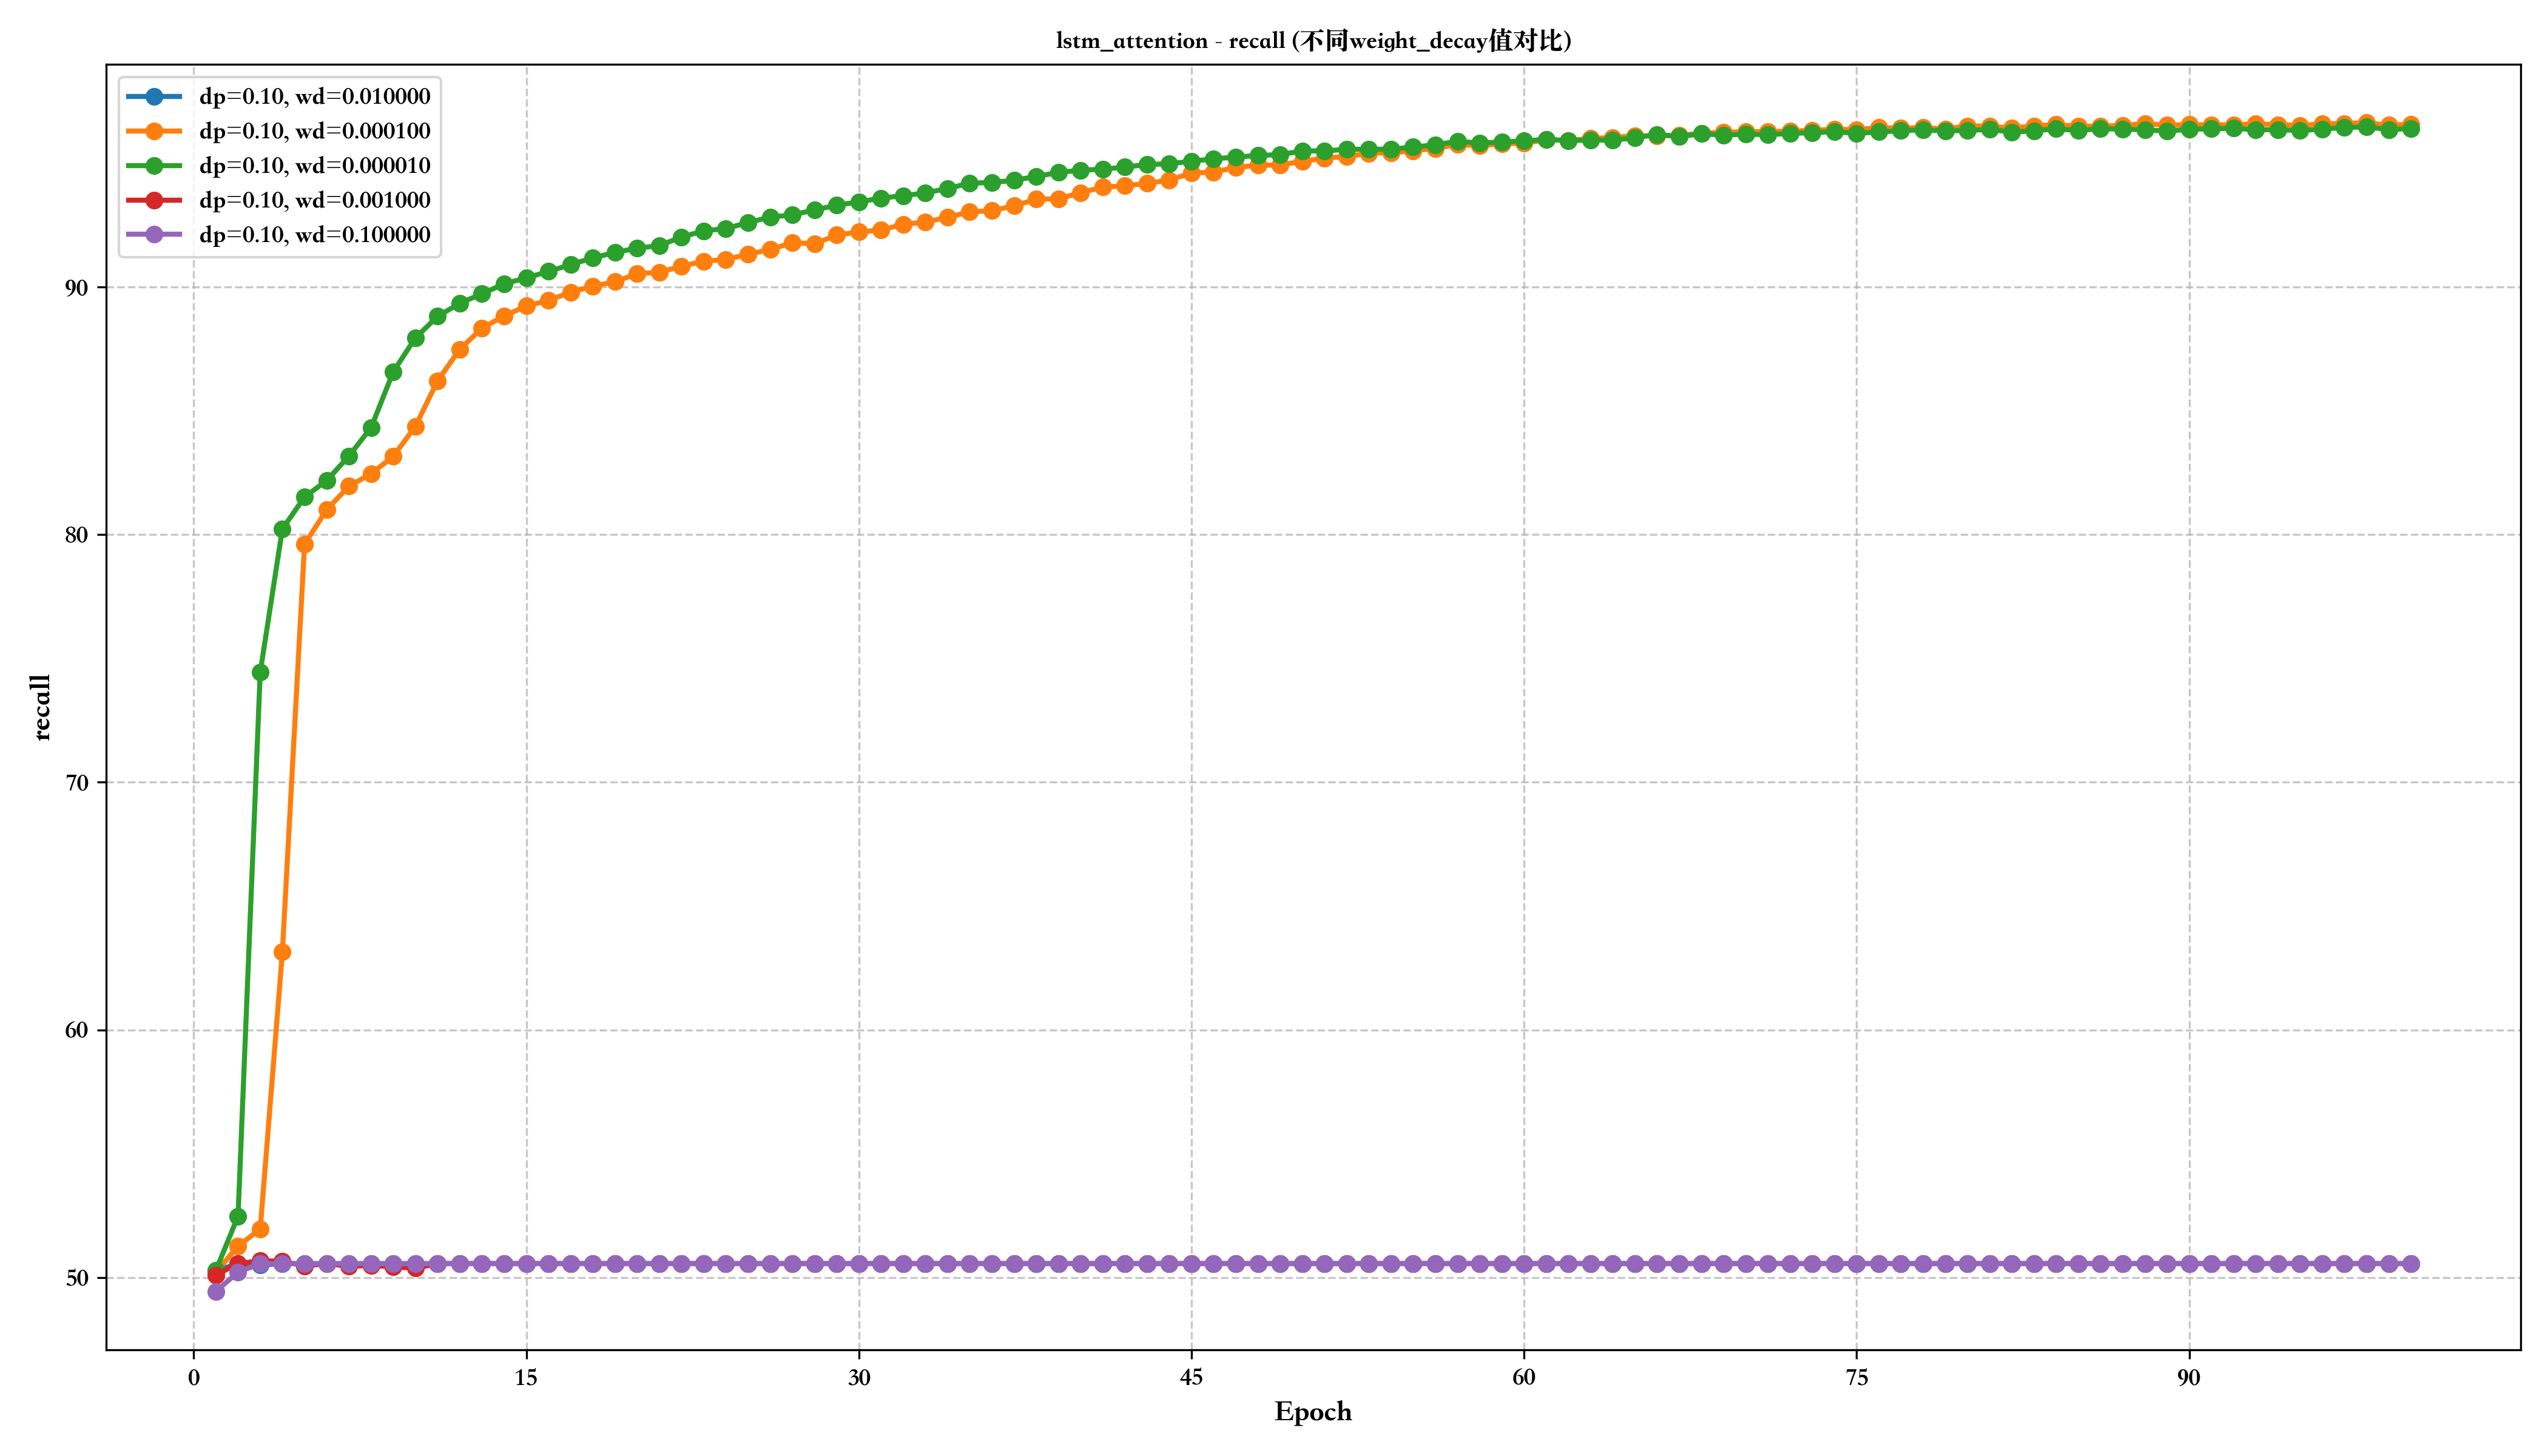 lstm_attention - recall (不同weight_decay值对比)
dp=0.10, wd=0.010000
dp=0.10, wd=0.000100
dp=0.10, wd=0.000010
dp=0.10, wd=0.001000
dp=0.10, wd=0.100000
90
80
70
60
50
recall
0 15 30 45 60 75 90
Epoch